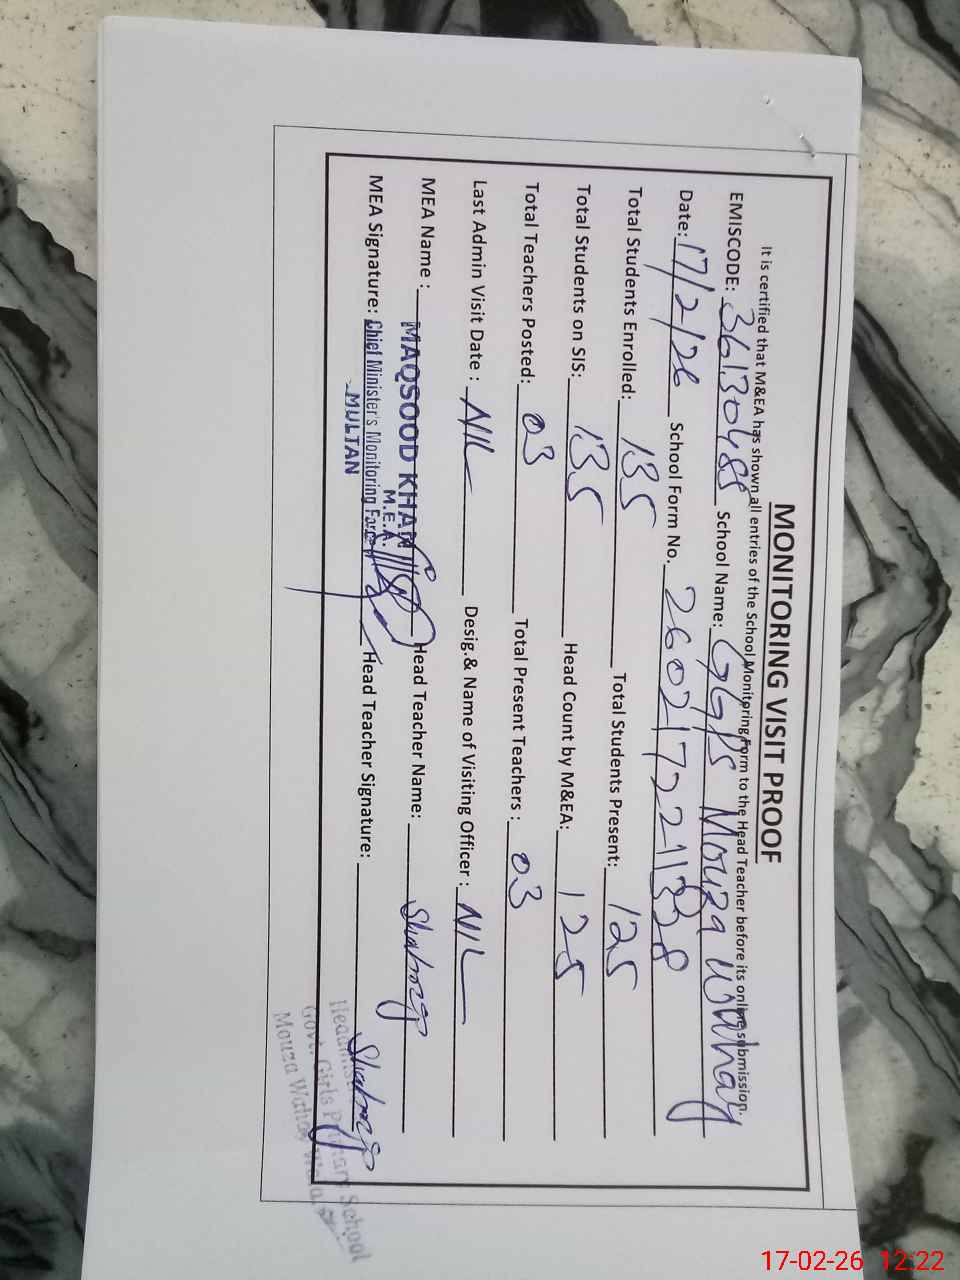 MONITORING VISIT PROOF
It is certified that M&EA has shown all entries of the School Monitoring Form to the Head Teacher before its online submission.
EMISCODE: 36130485 School Name: GGPS Mouza Wahay
Date: 17/2/26 School Form No. 260217221338
Total Students Enrolled: 135 Total Students Present: 125
Total Students on SIS: 135 Head Count by M&EA: 125
Total Teachers Posted: 03 Total Present Teachers : 03
Last Admin Visit Date : NIL Desig.& Name of Visiting Officer : NIL
MEA Name : MAQSOOD KHAN Head Teacher Name:
M.E.A.
MEA Signature: Chief Minister's Monitoring Force Head Teacher Signature:
MULTAN
Govt. Girls Primary School
Mouza Wahay
17-02-26 12:22